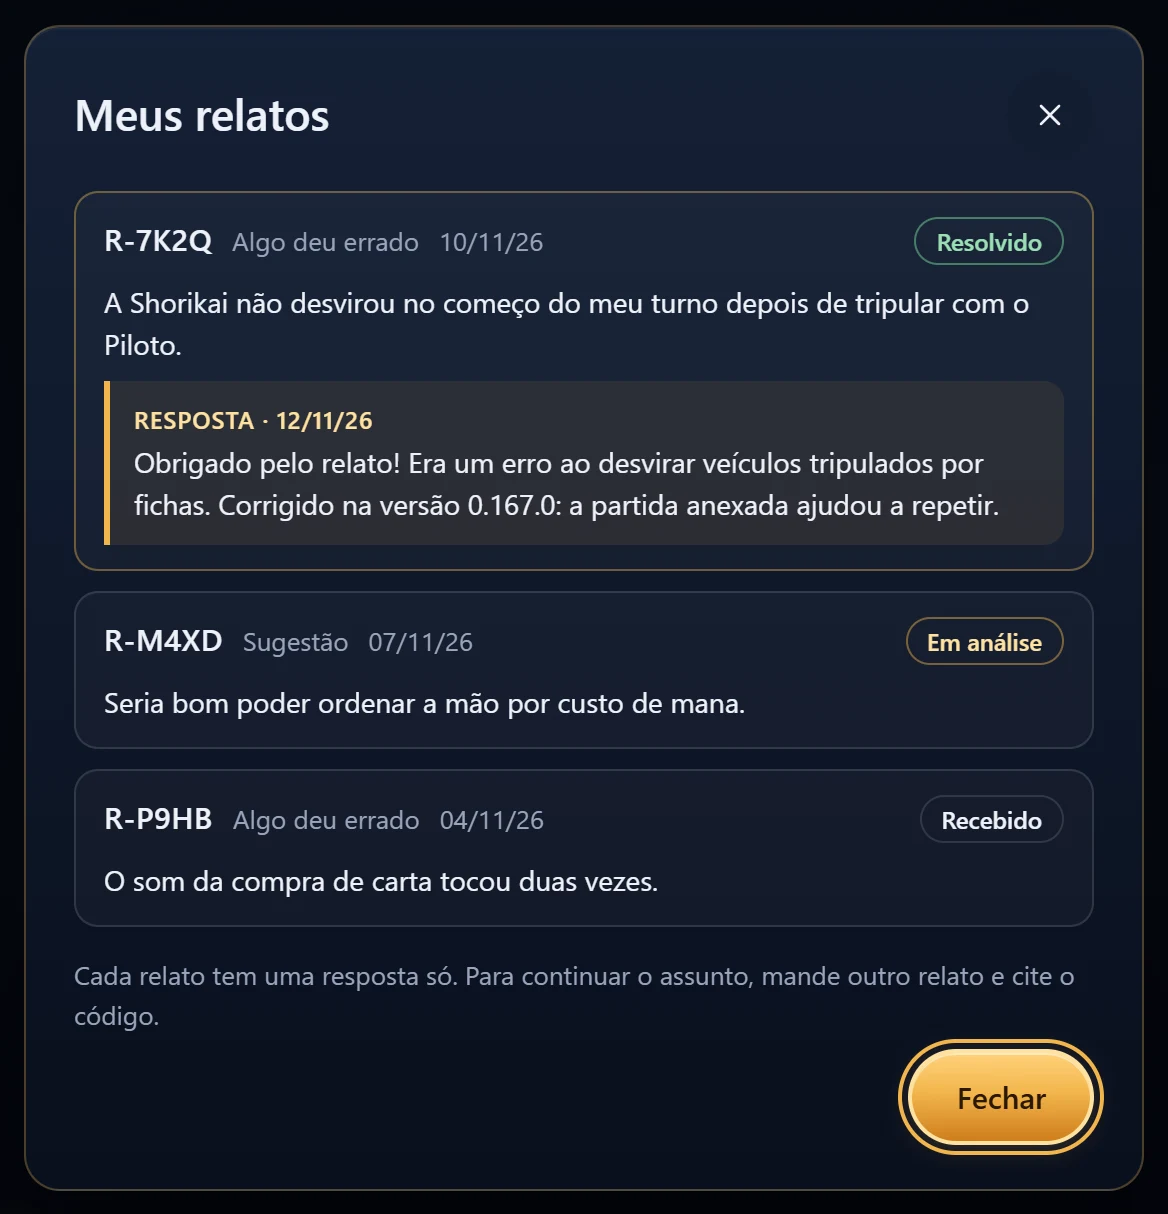 Meus relatos
R-7K2Q Algo deu errado 10/11/26 Resolvido
A Shorikai não desvirou no começo do meu turno depois de tripular com o
Piloto.
RESPOSTA · 12/11/26
Obrigado pelo relato! Era um erro ao desvirar veículos tripulados por
fichas. Corrigido na versão 0.167.0: a partida anexada ajudou a repetir.
R-M4XD Sugestão 07/11/26 Em análise
Seria bom poder ordenar a mão por custo de mana.
R-P9HB Algo deu errado 04/11/26 Recebido
O som da compra de carta tocou duas vezes.
Cada relato tem uma resposta só. Para continuar o assunto, mande outro relato e cite o
código.
Fechar